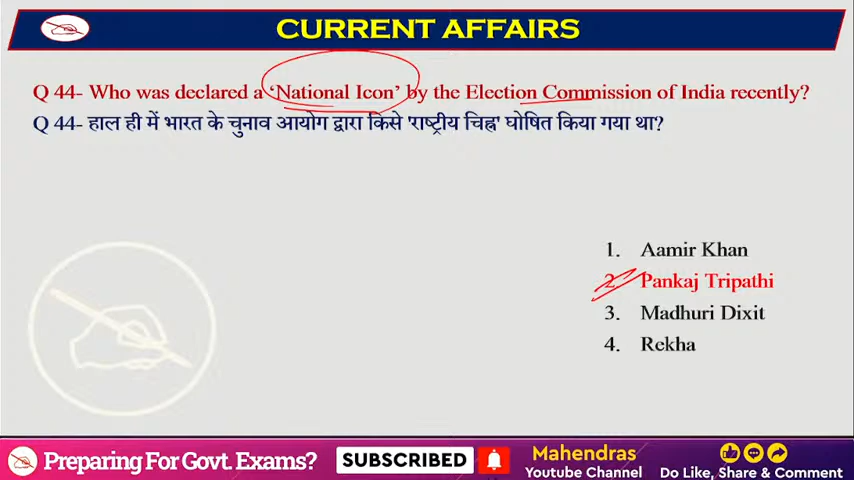 CURRENT AFFAIRS
Q 44- Who was declared a ‘National Icon’ by the Election Commission of India recently?
Q 44- हाल ही में भारत के चुनाव आयोग द्वारा किसे 'राष्ट्रीय चिह्न' घोषित किया गया था?
1. Aamir Khan
2. Pankaj Tripathi
3. Madhuri Dixit
4. Rekha
Preparing For Govt. Exams? SUBSCRIBED Mahendras
Youtube Channel Do Like, Share & Comment